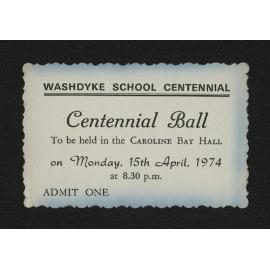 WASHDYKE SCHOOL CENTENNIAL
Centennial Ball
To be held in the CAROLINE BAY HALL
on Monday, 15th April, 1974
at 8.30 p.m.
ADMIT ONE